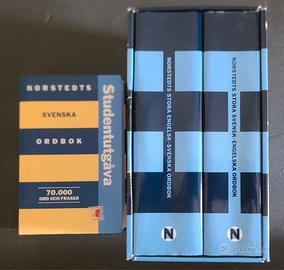 NORSTEDTS
SVENSKA
ORDBOK
70.000
ORD OCH FRASER
Studentutgåva
NORSTEDTS STORA ENGELSK-SVENSKA ORDBOK
N
NORSTEDTS STORA SVENSK-ENGELSKA ORDBOK
N
subito